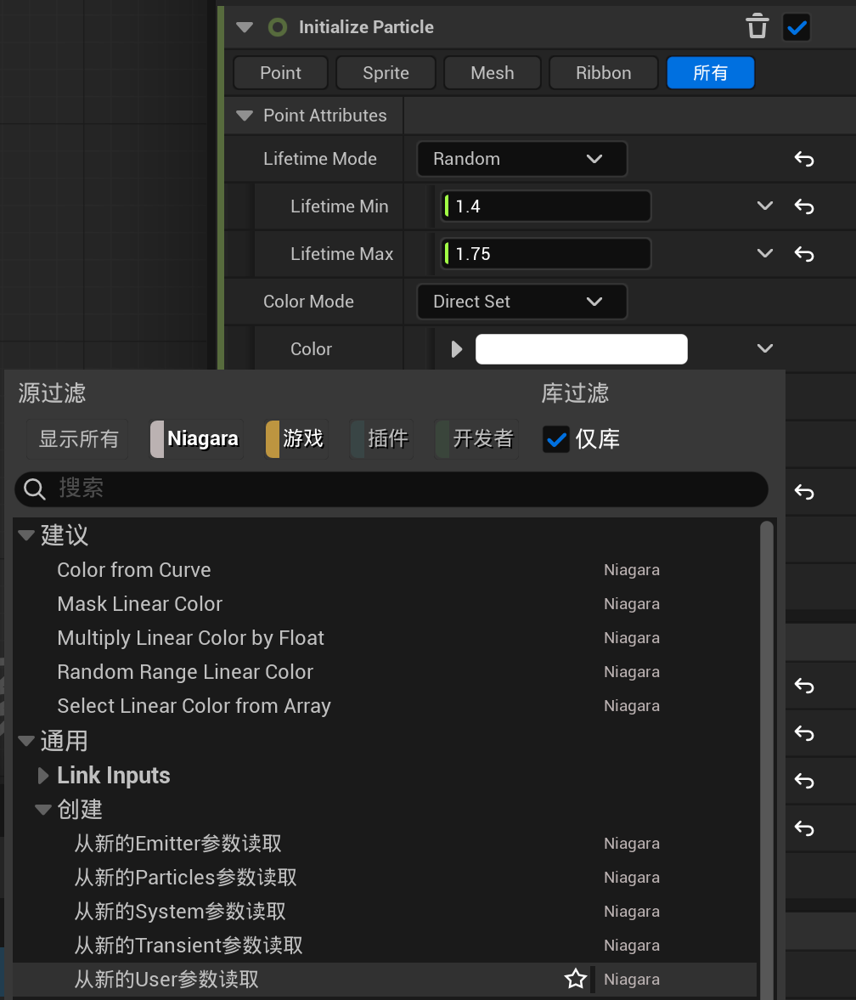 Initialize Particle
Point Sprite Mesh Ribbon 所有
Point Attributes
Lifetime Mode Random
Lifetime Min 1.4
Lifetime Max 1.75
Color Mode Direct Set
Color
源过滤 库过滤
显示所有 Niagara 游戏 插件 开发者 仅库
搜索
建议
Color from Curve Niagara
Mask Linear Color Niagara
Multiply Linear Color by Float Niagara
Random Range Linear Color Niagara
Select Linear Color from Array Niagara
通用
Link Inputs
创建
从新的Emitter参数读取 Niagara
从新的Particles参数读取 Niagara
从新的System参数读取 Niagara
从新的Transient参数读取 Niagara
从新的User参数读取 Niagara